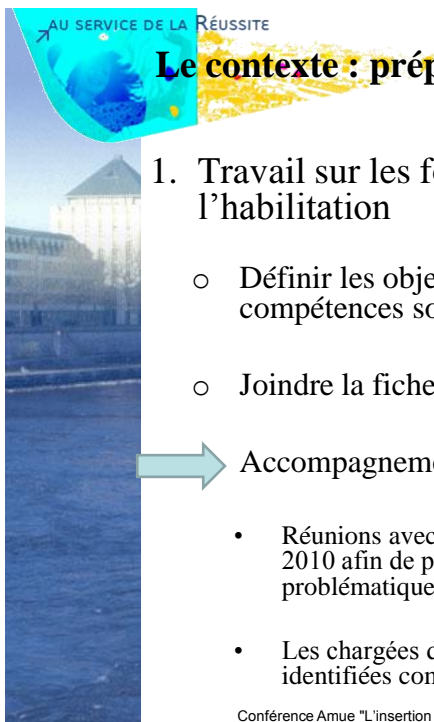 AU SERVICE DE LA RÉUSSITE
Le contexte : prép
1. Travail sur les fo
l’habilitation
o Définir les obje
compétences so
o Joindre la fiche
Accompagneme
• Réunions avec
2010 afin de p
problématique
• Les chargées d
identifiées con
Conférence Amue "L'insertion